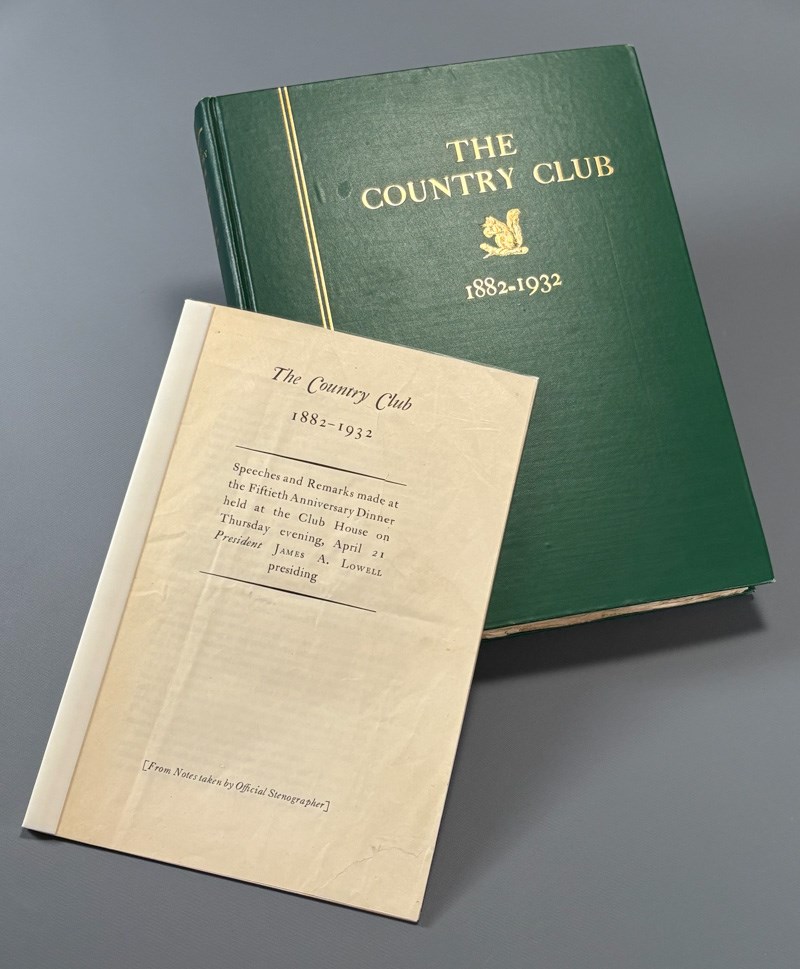 THE
COUNTRY CLUB
1882-1932
The Country Club
1882–1932
Speeches and Remarks made at
the Fiftieth Anniversary Dinner
held at the Club House on
Thursday evening, April 21
President JAMES A. LOWELL
presiding
[From Notes taken by Official Stenographer]